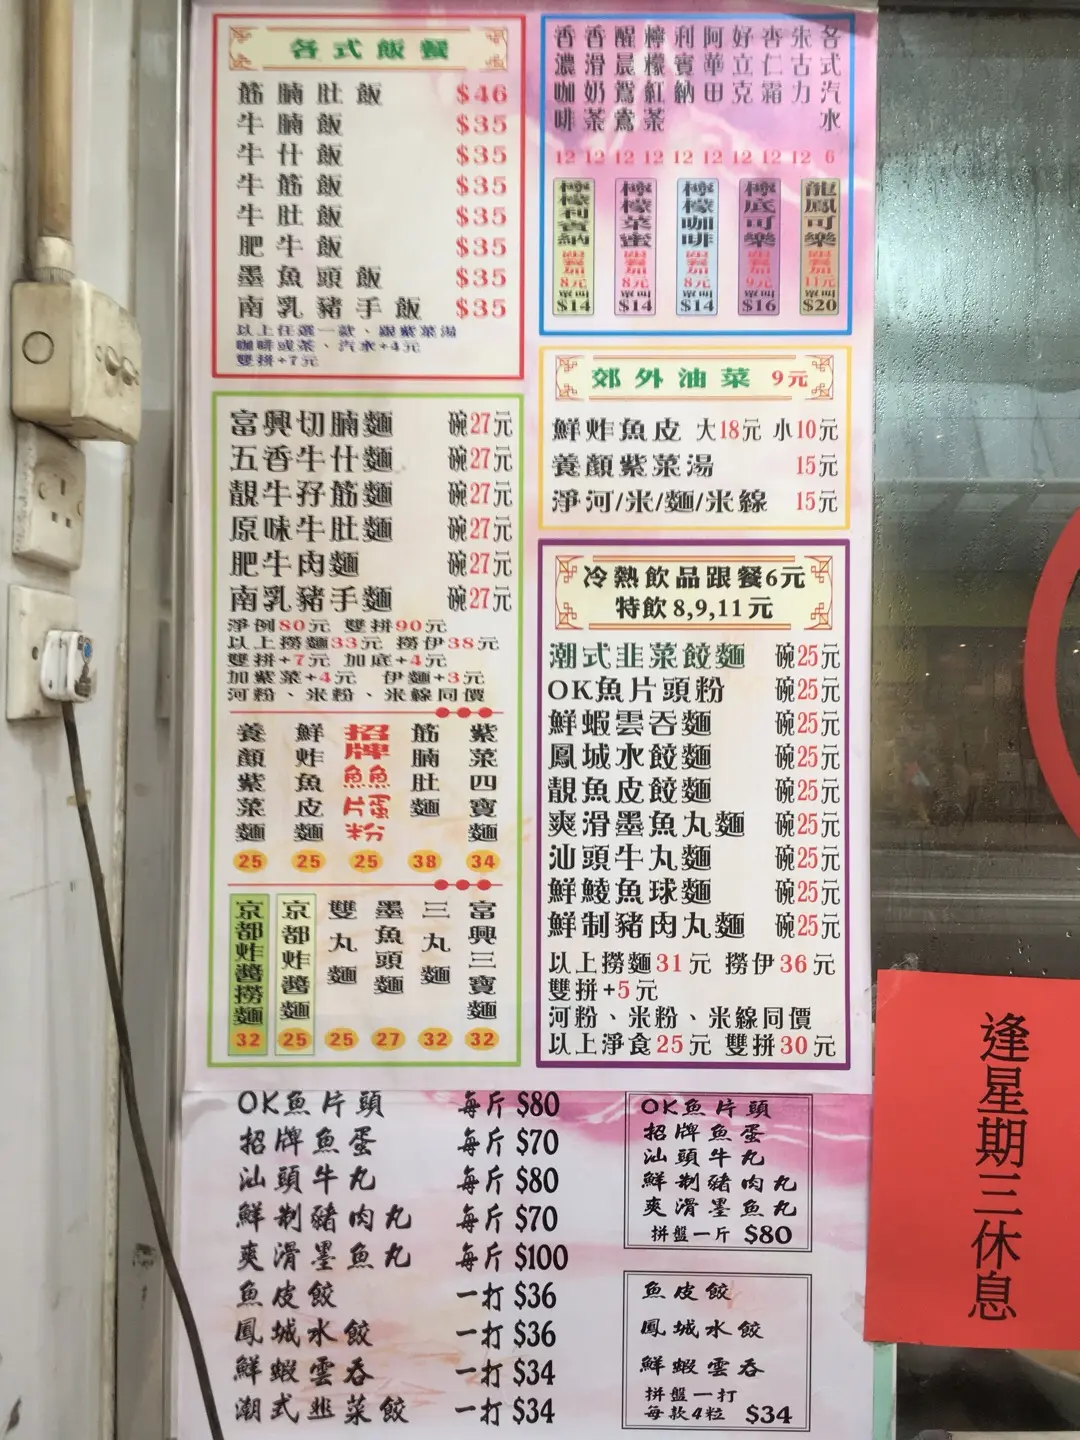 各式飯餐
筋腩肚飯 $46
牛腩飯 $35
牛什飯 $35
牛筋飯 $35
牛肚飯 $35
肥牛飯 $35
墨魚頭飯 $35
南乳豬手飯 $35
以上任選一款、跟紫菜湯
咖啡或茶、汽水+4元
雙拼+7元
富興切腩麵 碗27元
五香牛什麵 碗27元
靚牛孖筋麵 碗27元
原味牛肚麵 碗27元
肥牛肉麵 碗27元
南乳豬手麵 碗27元
淨例80元 雙拼90元
以上撈麵33元 撈伊38元
雙拼+7元 加底+4元
加紫菜+4元 伊麵+3元
河粉、米粉、米線同價
養顏紫菜麵 25
鮮炸魚皮麵 25
招牌魚片魚蛋粉 25
筋腩肚麵 38
紫菜四寶麵 34
京都炸醬撈麵 32
京都炸醬麵 25
雙丸麵 25
墨魚頭麵 27
三丸麵 32
富興三寶麵 32
香濃咖啡 12
香滑奶茶 12
醒晨鴛鴦 12
檸檬紅茶 12
利賓納 12
阿華田 12
好立克 12
杏仁霜 12
朱古力 12
各式汽水 6
檸檬利賓納 跟餐加8元 單叫$14
檸檬菜蜜 跟餐加8元 單叫$14
檸檬咖啡 跟餐加8元 單叫$14
檸底可樂 跟餐加9元 單叫$16
龍鳳可樂 跟餐加11元 單叫$20
郊外油菜 9元
鮮炸魚皮 大18元 小10元
養顏紫菜湯 15元
淨河/米/麵/米線 15元
冷熱飲品跟餐6元
特飲8,9,11元
潮式韭菜餃麵 碗25元
OK魚片頭粉 碗25元
鮮蝦雲吞麵 碗25元
鳳城水餃麵 碗25元
靚魚皮餃麵 碗25元
爽滑墨魚丸麵 碗25元
汕頭牛丸麵 碗25元
鮮鯪魚球麵 碗25元
鮮制豬肉丸麵 碗25元
以上撈麵31元 撈伊36元
雙拼+5元
河粉、米粉、米線同價
以上淨食25元 雙拼30元
OK魚片頭 每斤$80
招牌魚蛋 每斤$70
汕頭牛丸 每斤$80
鮮制豬肉丸 每斤$70
爽滑墨魚丸 每斤$100
魚皮餃 一打$36
鳳城水餃 一打$36
鮮蝦雲吞 一打$34
潮式韭菜餃 一打$34
OK魚片頭
招牌魚蛋
汕頭牛丸
鮮制豬肉丸
爽滑墨魚丸
拼盤一斤 $80
魚皮餃
鳳城水餃
鮮蝦雲吞
拼盤一打
每款4粒 $34
逢星期三休息